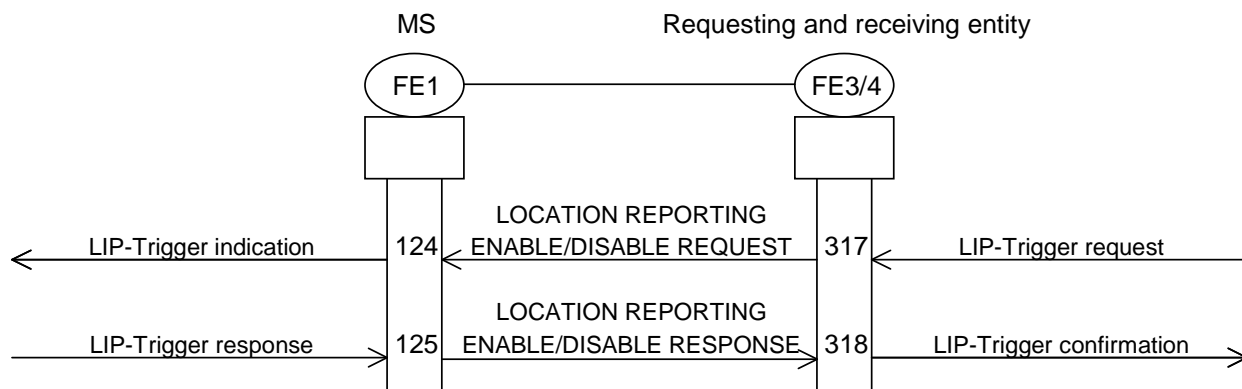 MS
Requesting and receiving entity
FE1
FE3/4
LOCATION REPORTING
LIP-Trigger indication
124
ENABLE/DISABLE REQUEST
317
LIP-Trigger request
LOCATION REPORTING
LIP-Trigger response
125
ENABLE/DISABLE RESPONSE
318
LIP-Trigger confirmation